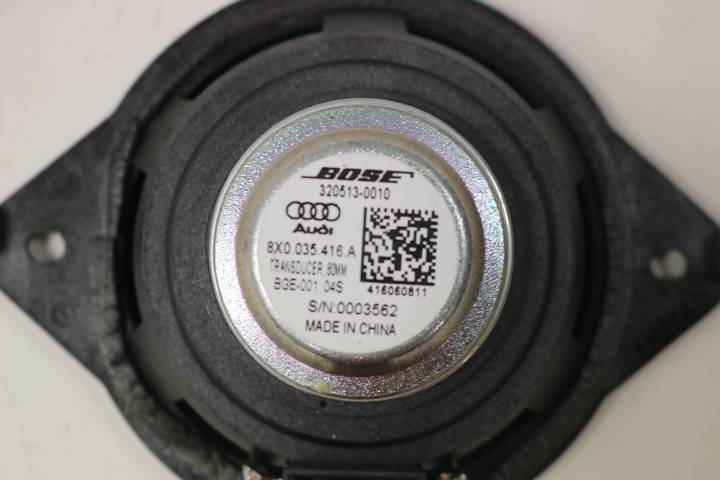 BOSE
320513-0010
Audi
8X0.035.416.A
TRANSDUCER, 80MM
BGE-001 04S
416060811
S/N:0003562
MADE IN CHINA